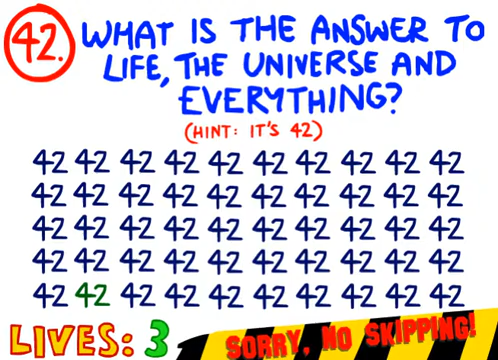 42. WHAT IS THE ANSWER TO
LIFE, THE UNIVERSE AND
EVERYTHING?
(HINT: IT'S 42)
42 42 42 42 42 42 42 42 42 42
42 42 42 42 42 42 42 42 42 42
42 42 42 42 42 42 42 42 42 42
42 42 42 42 42 42 42 42 42 42
42 42 42 42 42 42 42 42 42 42
LIVES: 3
SORRY, NO SKIPPING!